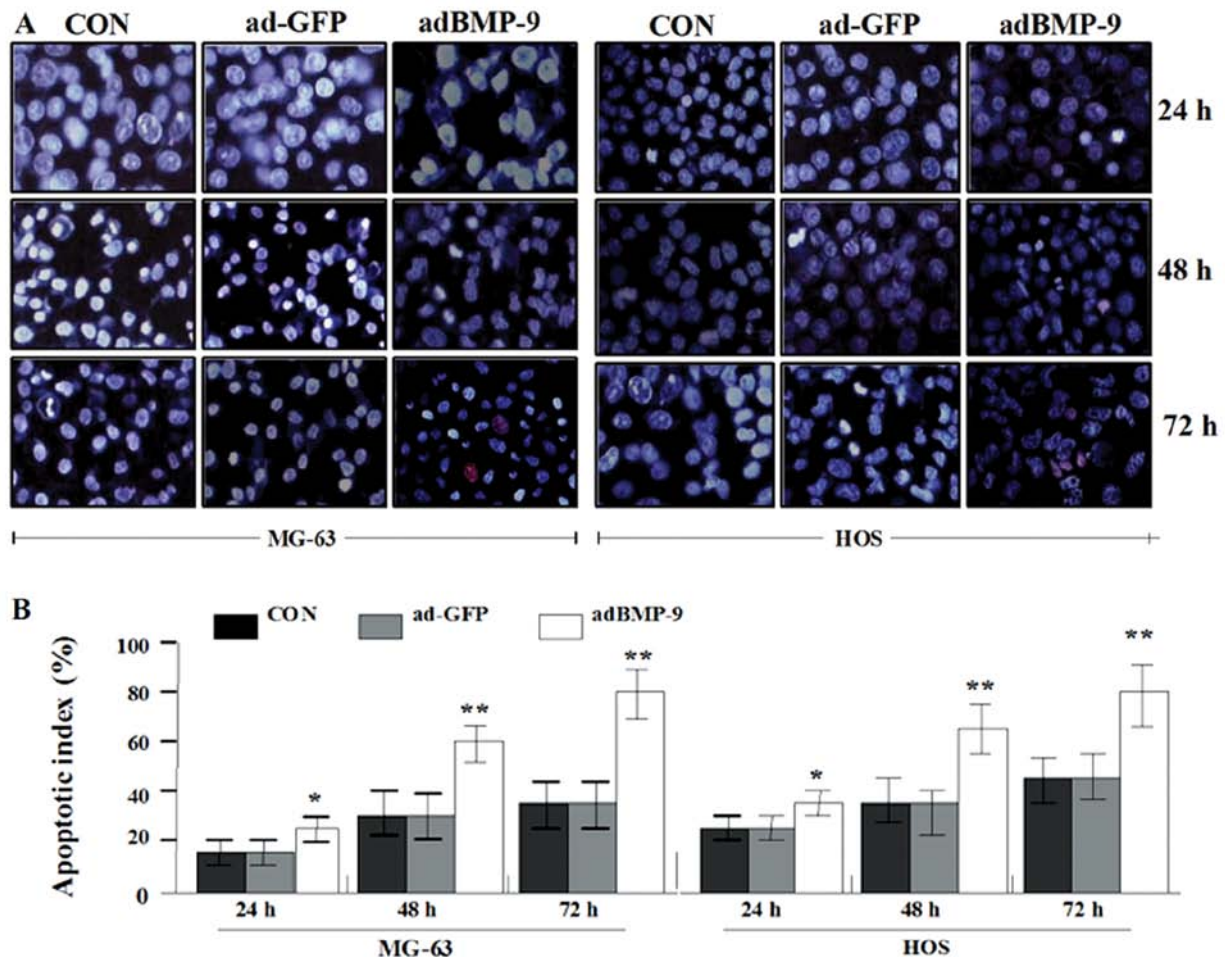 A CON ad-GFP adBMP-9 CON ad-GFP adBMP-9
24 h
48 h
72 h
MG-63 HOS
B
CON ad-GFP adBMP-9
Apoptotic index (%)
100
80
60
40
20
0
* ** ** * ** **
24 h 48 h 72 h 24 h 48 h 72 h
MG-63 HOS